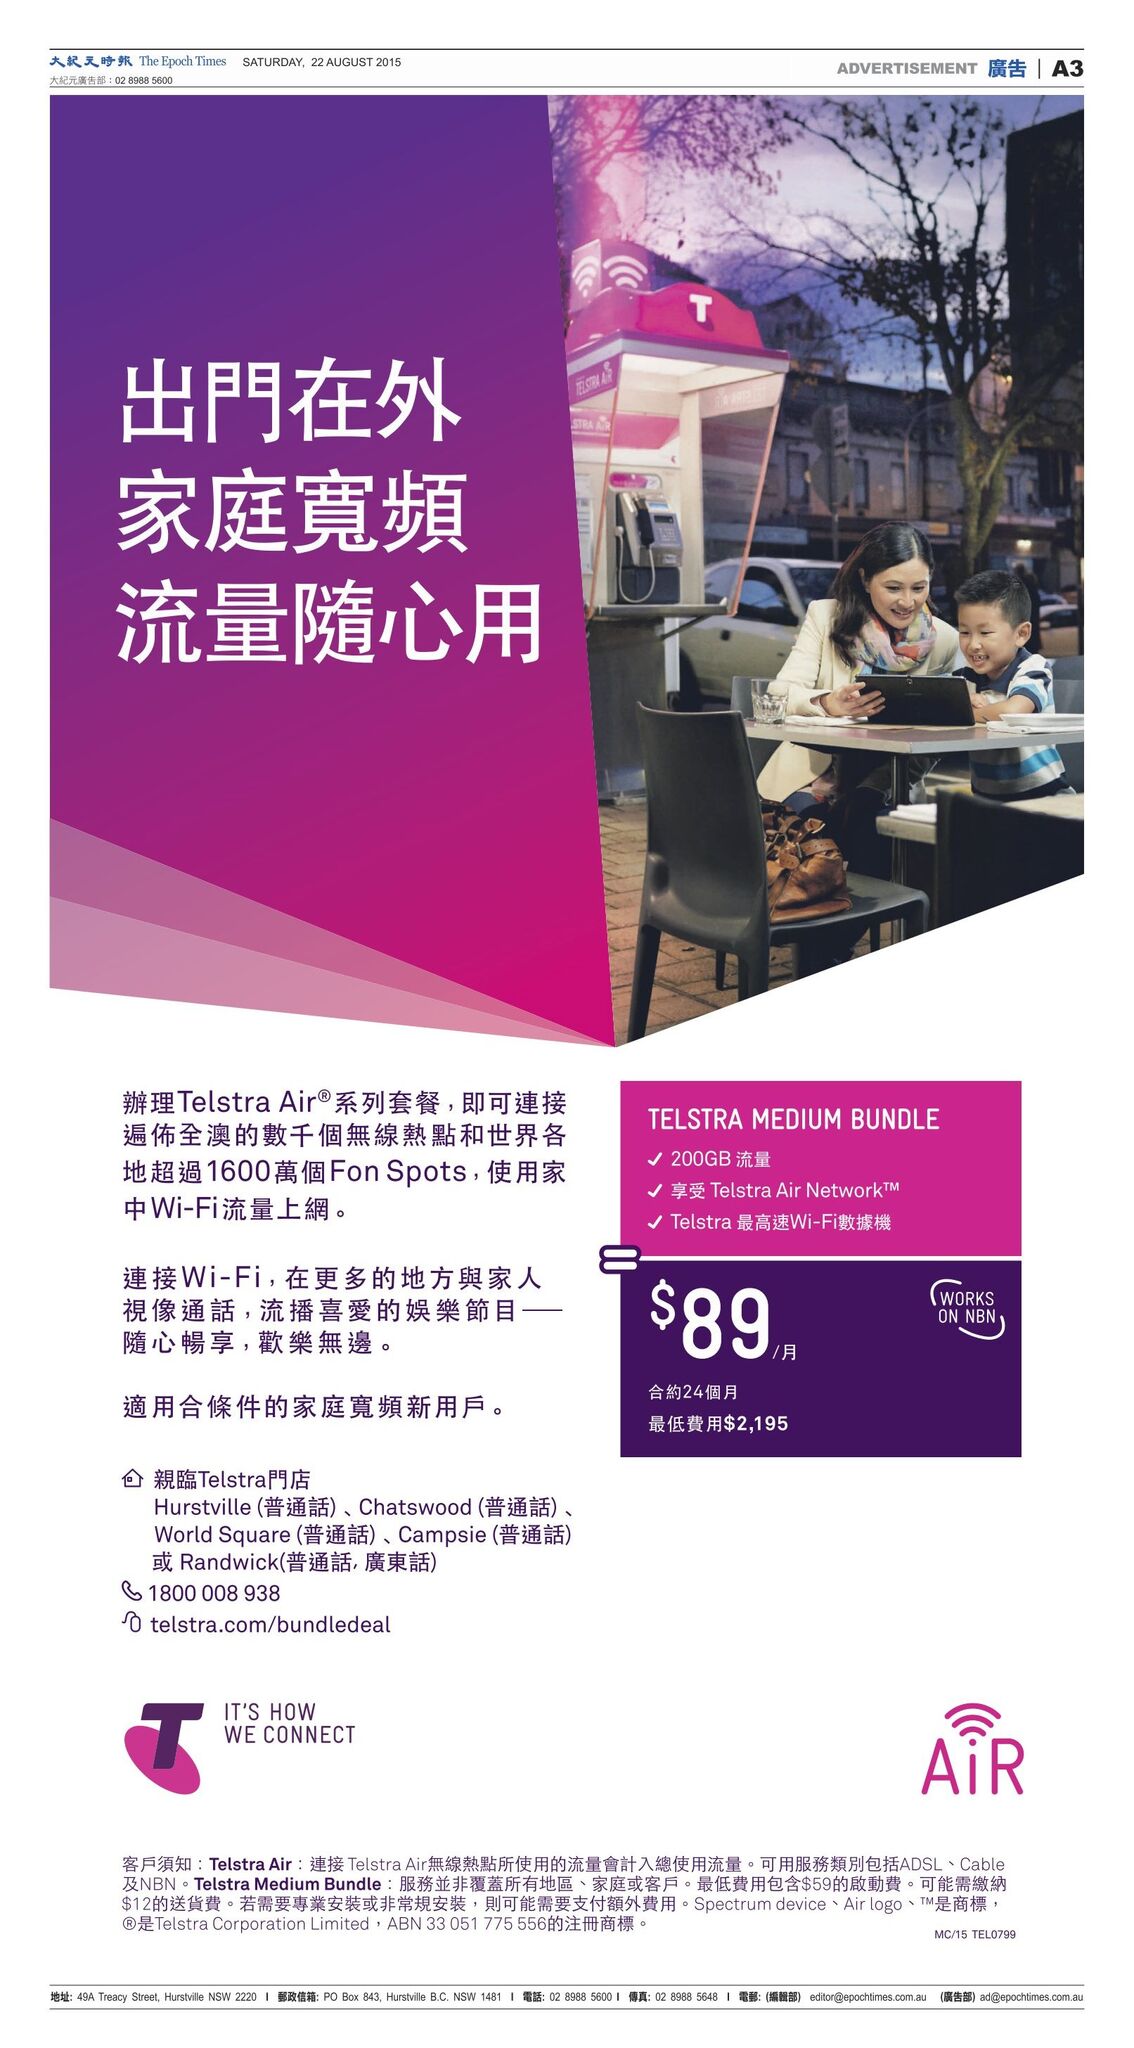 大紀元時報 The Epoch Times SATURDAY, 22 AUGUST 2015
大紀元廣告部：02 8988 5600
ADVERTISEMENT 廣告 | A3
出門在外
家庭寬頻
流量隨心用
T
TELSTRA AIR
STRA AIR
辦理Telstra Air®系列套餐，即可連接
遍佈全澳的數千個無線熱點和世界各
地超過1600萬個Fon Spots，使用家
中Wi-Fi流量上網。
連接Wi-Fi，在更多的地方與家人
視像通話，流播喜愛的娛樂節目——
隨心暢享，歡樂無邊。
適用合條件的家庭寬頻新用戶。
親臨Telstra門店
Hurstville (普通話) 、Chatswood (普通話) 、
World Square (普通話) 、Campsie (普通話)
或 Randwick(普通話, 廣東話)
1800 008 938
telstra.com/bundledeal
TELSTRA MEDIUM BUNDLE
200GB 流量
享受 Telstra Air Network™
Telstra 最高速Wi-Fi數據機
$89/月
WORKS
ON NBN
合約24個月
最低費用$2,195
T
IT'S HOW
WE CONNECT
AiR
客戶須知：Telstra Air：連接 Telstra Air無線熱點所使用的流量會計入總使用流量。可用服務類別包括ADSL、Cable
及NBN。Telstra Medium Bundle：服務並非覆蓋所有地區、家庭或客戶。最低費用包含$59的啟動費。可能需繳納
$12的送貨費。若需要專業安裝或非常規安裝，則可能需要支付額外費用。Spectrum device、Air logo、™是商標，
®是Telstra Corporation Limited，ABN 33 051 775 556的注冊商標。
MC/15 TEL0799
地址: 49A Treacy Street, Hurstville NSW 2220 | 郵政信箱: PO Box 843, Hurstville B.C. NSW 1481 | 電話: 02 8988 5600 | 傳真: 02 8988 5648 | 電郵: (編輯部) editor@epochtimes.com.au (廣告部) ad@epochtimes.com.au